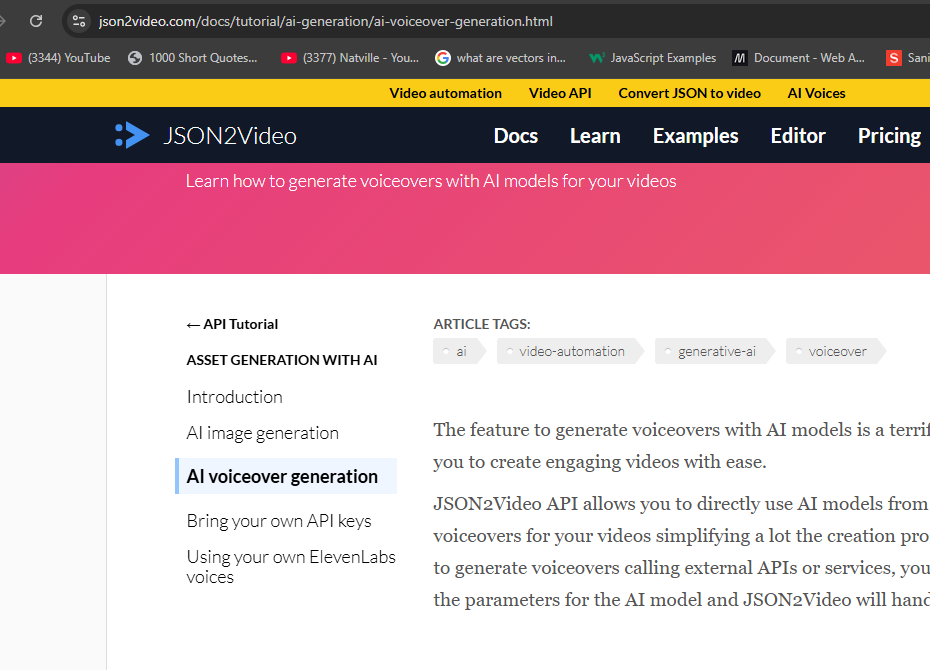 json2video.com/docs/tutorial/ai-generation/ai-voiceover-generation.html
(3344) YouTube
1000 Short Quotes...
(3377) Natville - You...
what are vectors in...
JavaScript Examples
Document - Web A...
Sani
Video automation
Video API
Convert JSON to video
AI Voices
JSON2Video
Docs
Learn
Examples
Editor
Pricing
Learn how to generate voiceovers with AI models for your videos
← API Tutorial
ASSET GENERATION WITH AI
Introduction
AI image generation
AI voiceover generation
Bring your own API keys
Using your own ElevenLabs
voices
ARTICLE TAGS:
ai
video-automation
generative-ai
voiceover
The feature to generate voiceovers with AI models is a terrif
you to create engaging videos with ease.
JSON2Video API allows you to directly use AI models from
voiceovers for your videos simplifying a lot the creation pro
to generate voiceovers calling external APIs or services, you
the parameters for the AI model and JSON2Video will hand